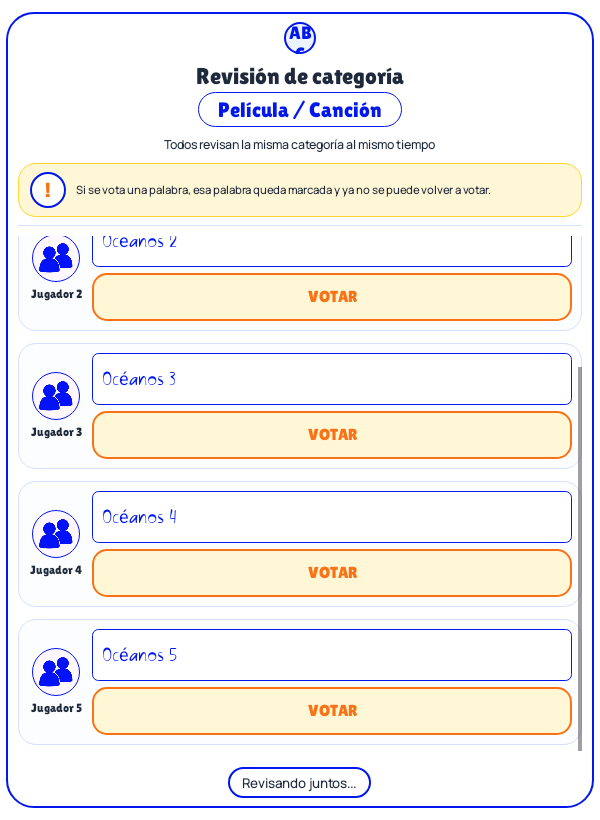 AB
Revisión de categoría
Película / Canción
Todos revisan la misma categoría al mismo tiempo
!
Si se vota una palabra, esa palabra queda marcada y ya no se puede volver a votar.
Océanos 2
Jugador 2
VOTAR
Océanos 3
Jugador 3
VOTAR
Océanos 4
Jugador 4
VOTAR
Océanos 5
Jugador 5
VOTAR
Revisando juntos...